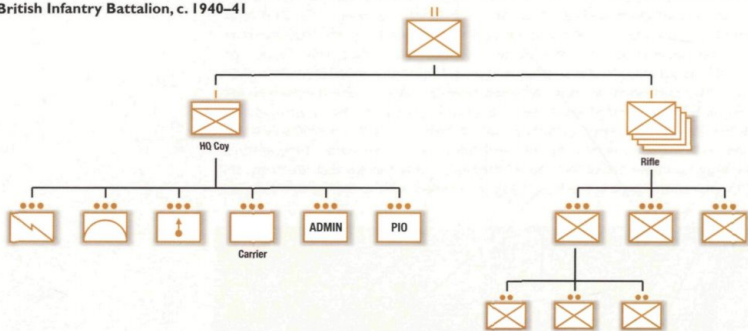 British Infantry Battalion, c. 1940–41
HQ Coy
Rifle
Carrier
ADMIN
PIO